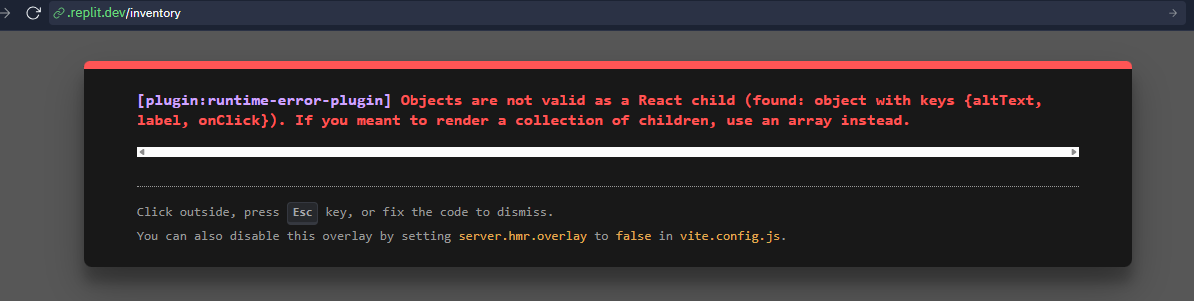 .replit.dev/inventory
[plugin:runtime-error-plugin] Objects are not valid as a React child (found: object with keys {altText,
label, onClick}). If you meant to render a collection of children, use an array instead.
Click outside, press Esc key, or fix the code to dismiss.
You can also disable this overlay by setting server.hmr.overlay to false in vite.config.js.